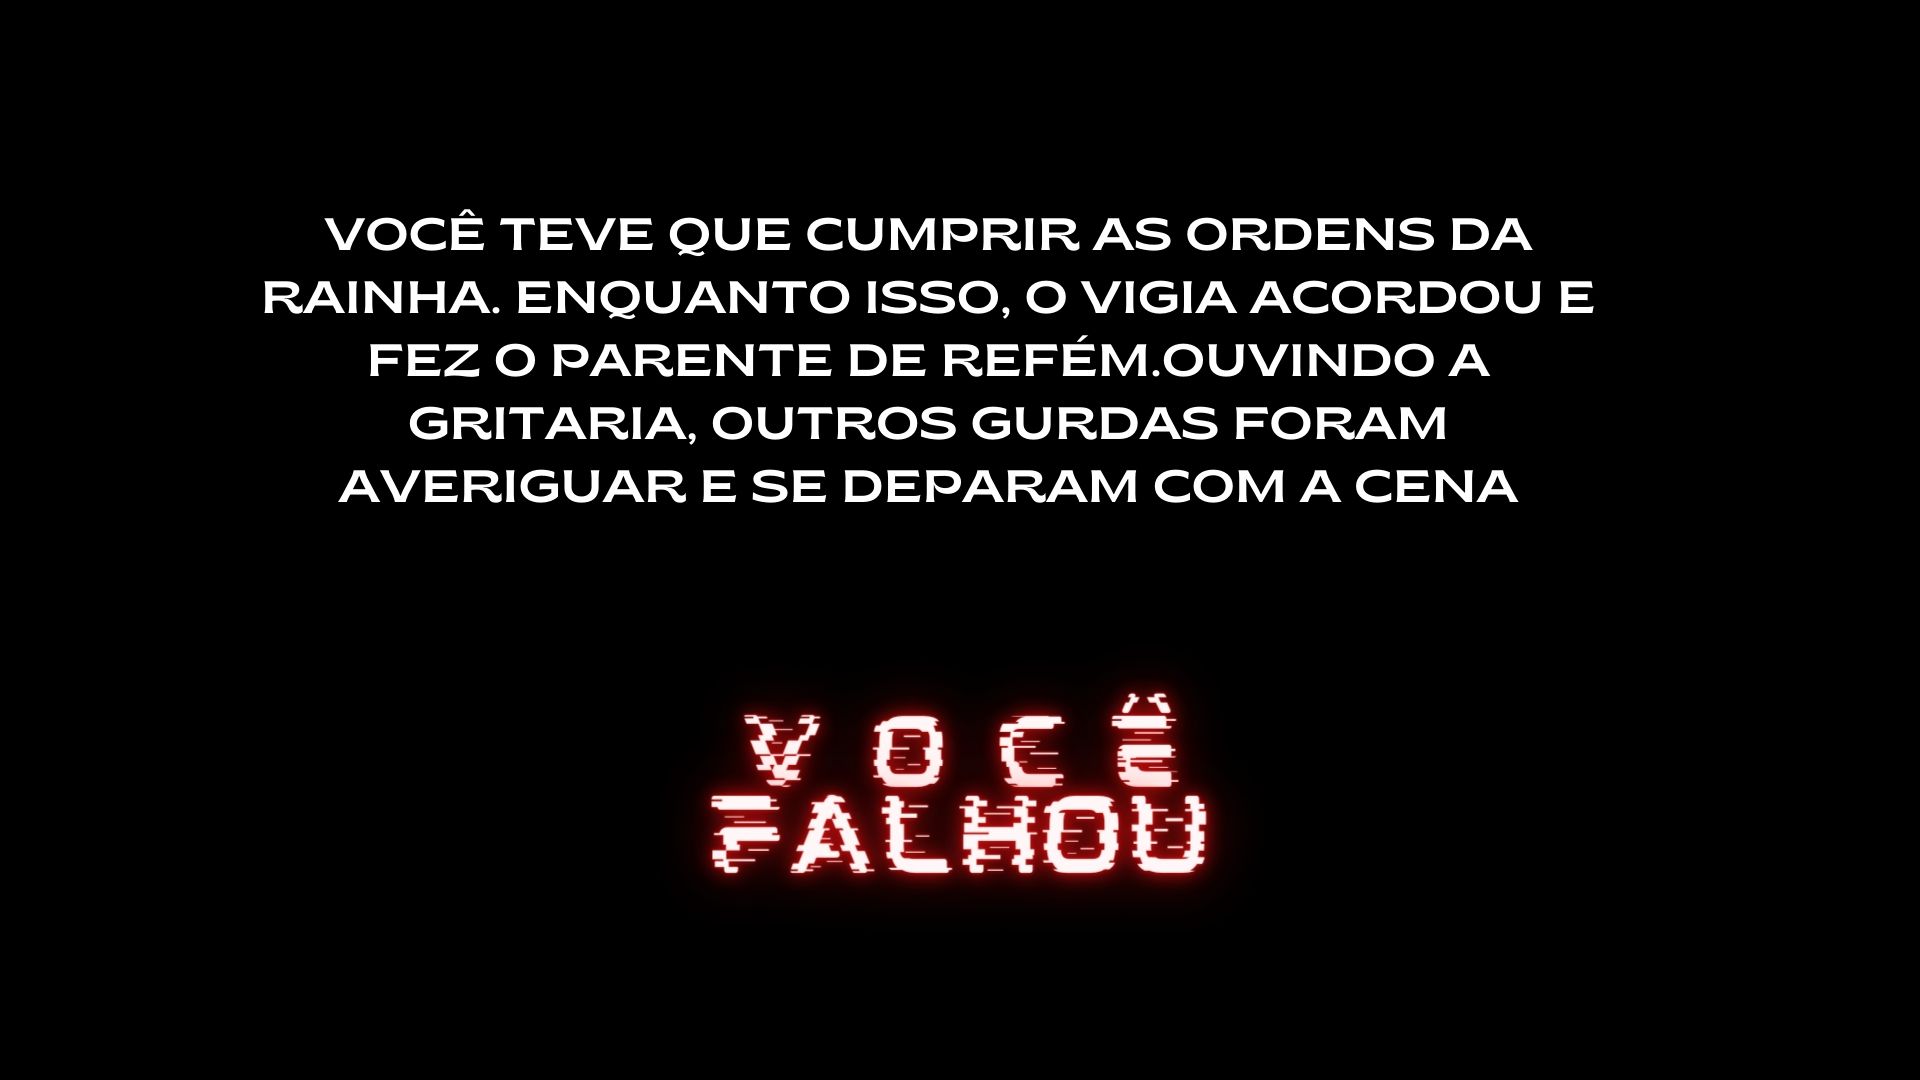 VOCÊ TEVE QUE CUMPRIR AS ORDENS DA
RAINHA. ENQUANTO ISSO, O VIGIA ACORDOU E
FEZ O PARENTE DE REFÉM.OUVINDO A
GRITARIA, OUTROS GURDAS FORAM
AVERIGUAR E SE DEPARAM COM A CENA
VOCÊ
FALHOU